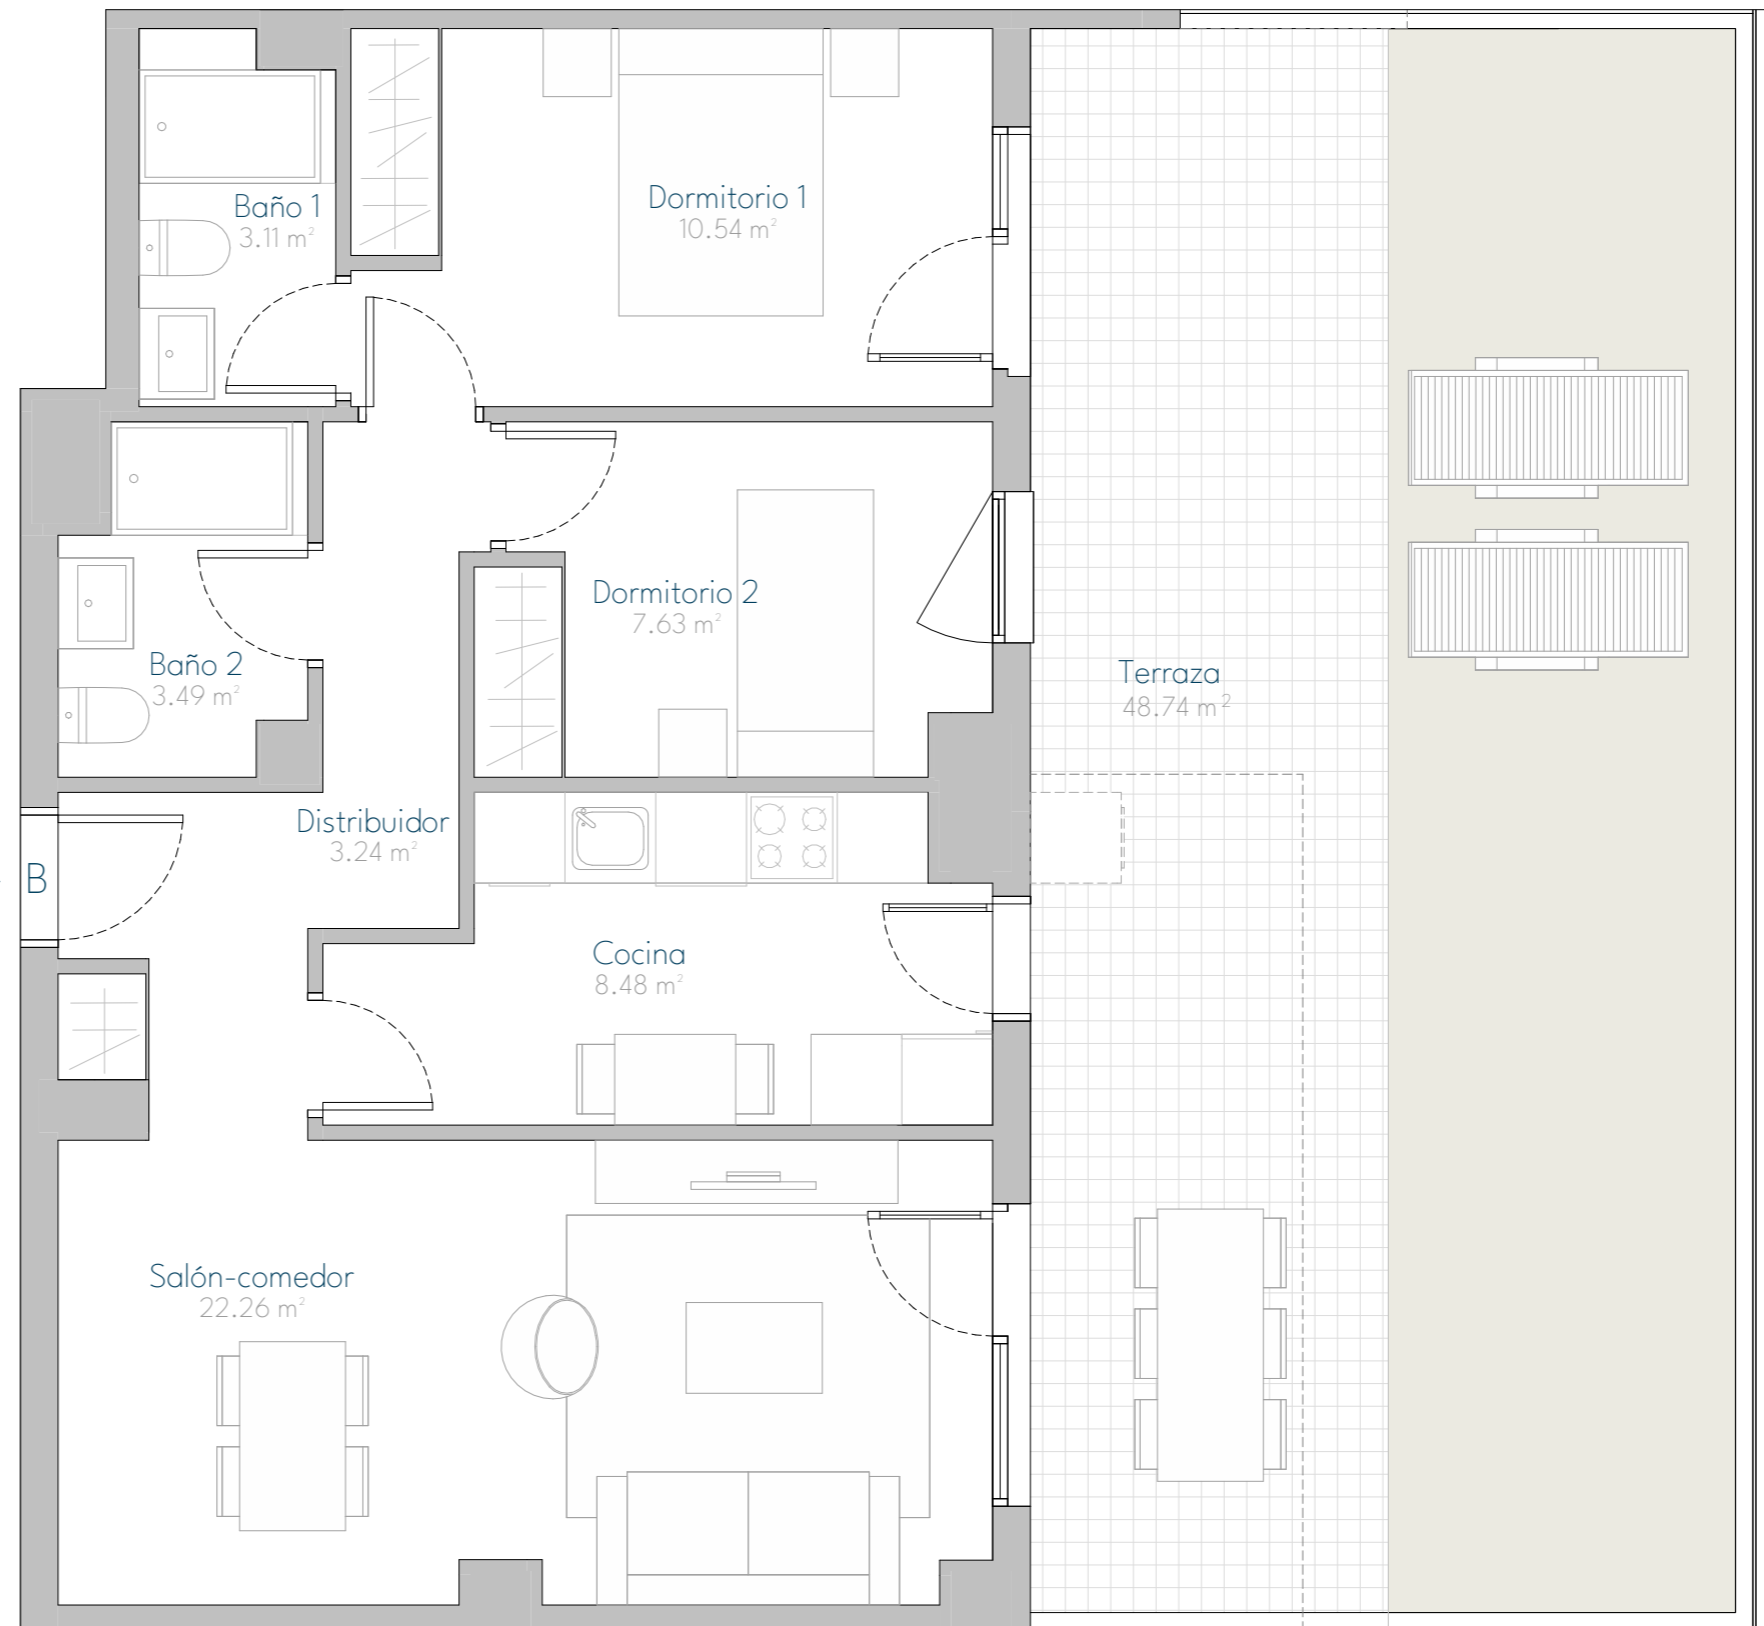 Baño 1
3.11 m²
Dormitorio 1
10.54 m²
Dormitorio 2
7.63 m²
Baño 2
3.49 m²
Terraza
48.74 m²
Distribuidor
3.24 m²
B
Cocina
8.48 m²
Salón-comedor
22.26 m²